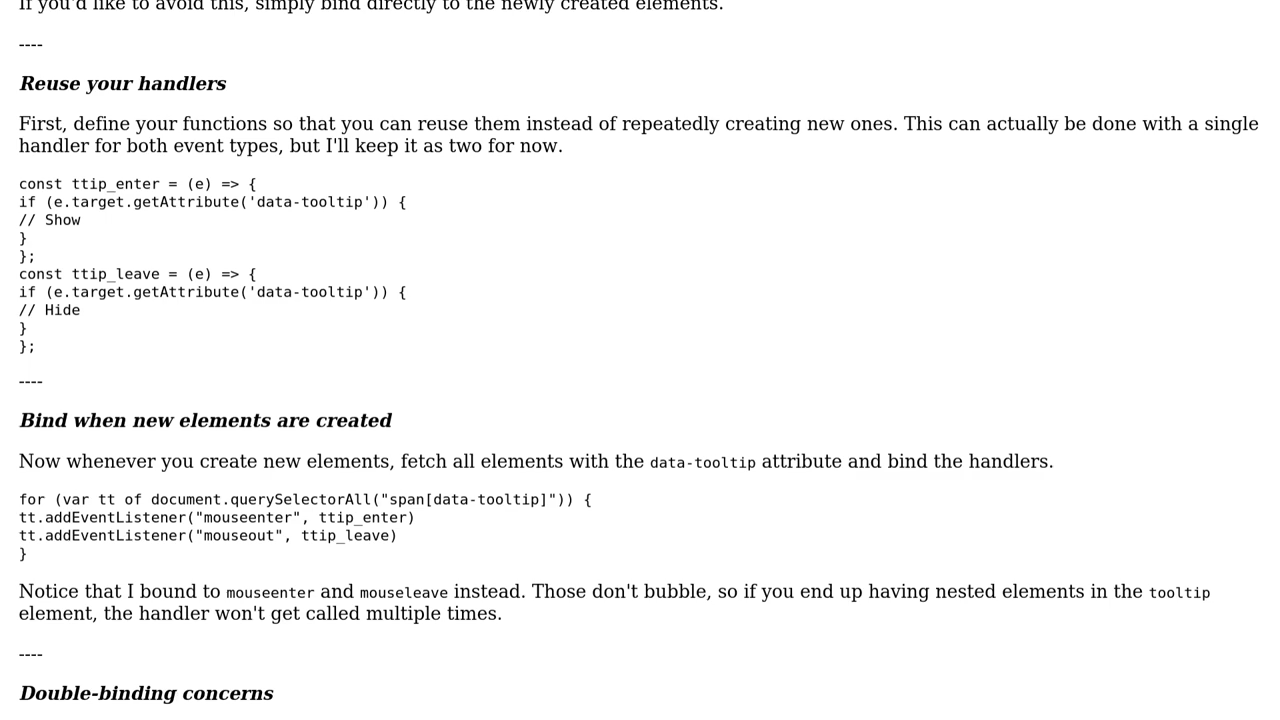 If you'd like to avoid this, simply bind directly to the newly created elements.
----
Reuse your handlers
First, define your functions so that you can reuse them instead of repeatedly creating new ones. This can actually be done with a single
handler for both event types, but I'll keep it as two for now.
const ttip_enter = (e) => {
if (e.target.getAttribute('data-tooltip')) {
// Show
}
};
const ttip_leave = (e) => {
if (e.target.getAttribute('data-tooltip')) {
// Hide
}
};
----
Bind when new elements are created
Now whenever you create new elements, fetch all elements with the data-tooltip attribute and bind the handlers.
for (var tt of document.querySelectorAll("span[data-tooltip]")) {
tt.addEventListener("mouseenter", ttip_enter)
tt.addEventListener("mouseout", ttip_leave)
}
Notice that I bound to mouseenter and mouseleave instead. Those don't bubble, so if you end up having nested elements in the tooltip
element, the handler won't get called multiple times.
----
Double-binding concerns